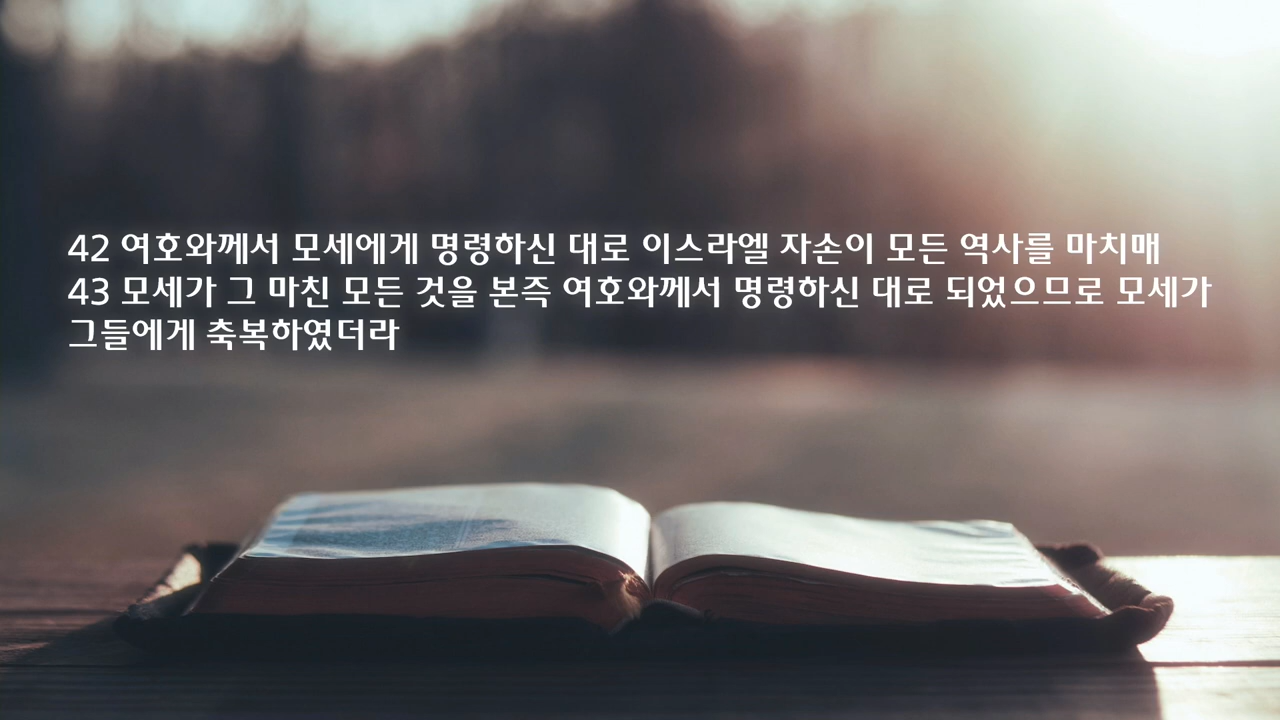 42 여호와께서 모세에게 명령하신 대로 이스라엘 자손이 모든 역사를 마치매
43 모세가 그 마친 모든 것을 본즉 여호와께서 명령하신 대로 되었으므로 모세가
그들에게 축복하였더라